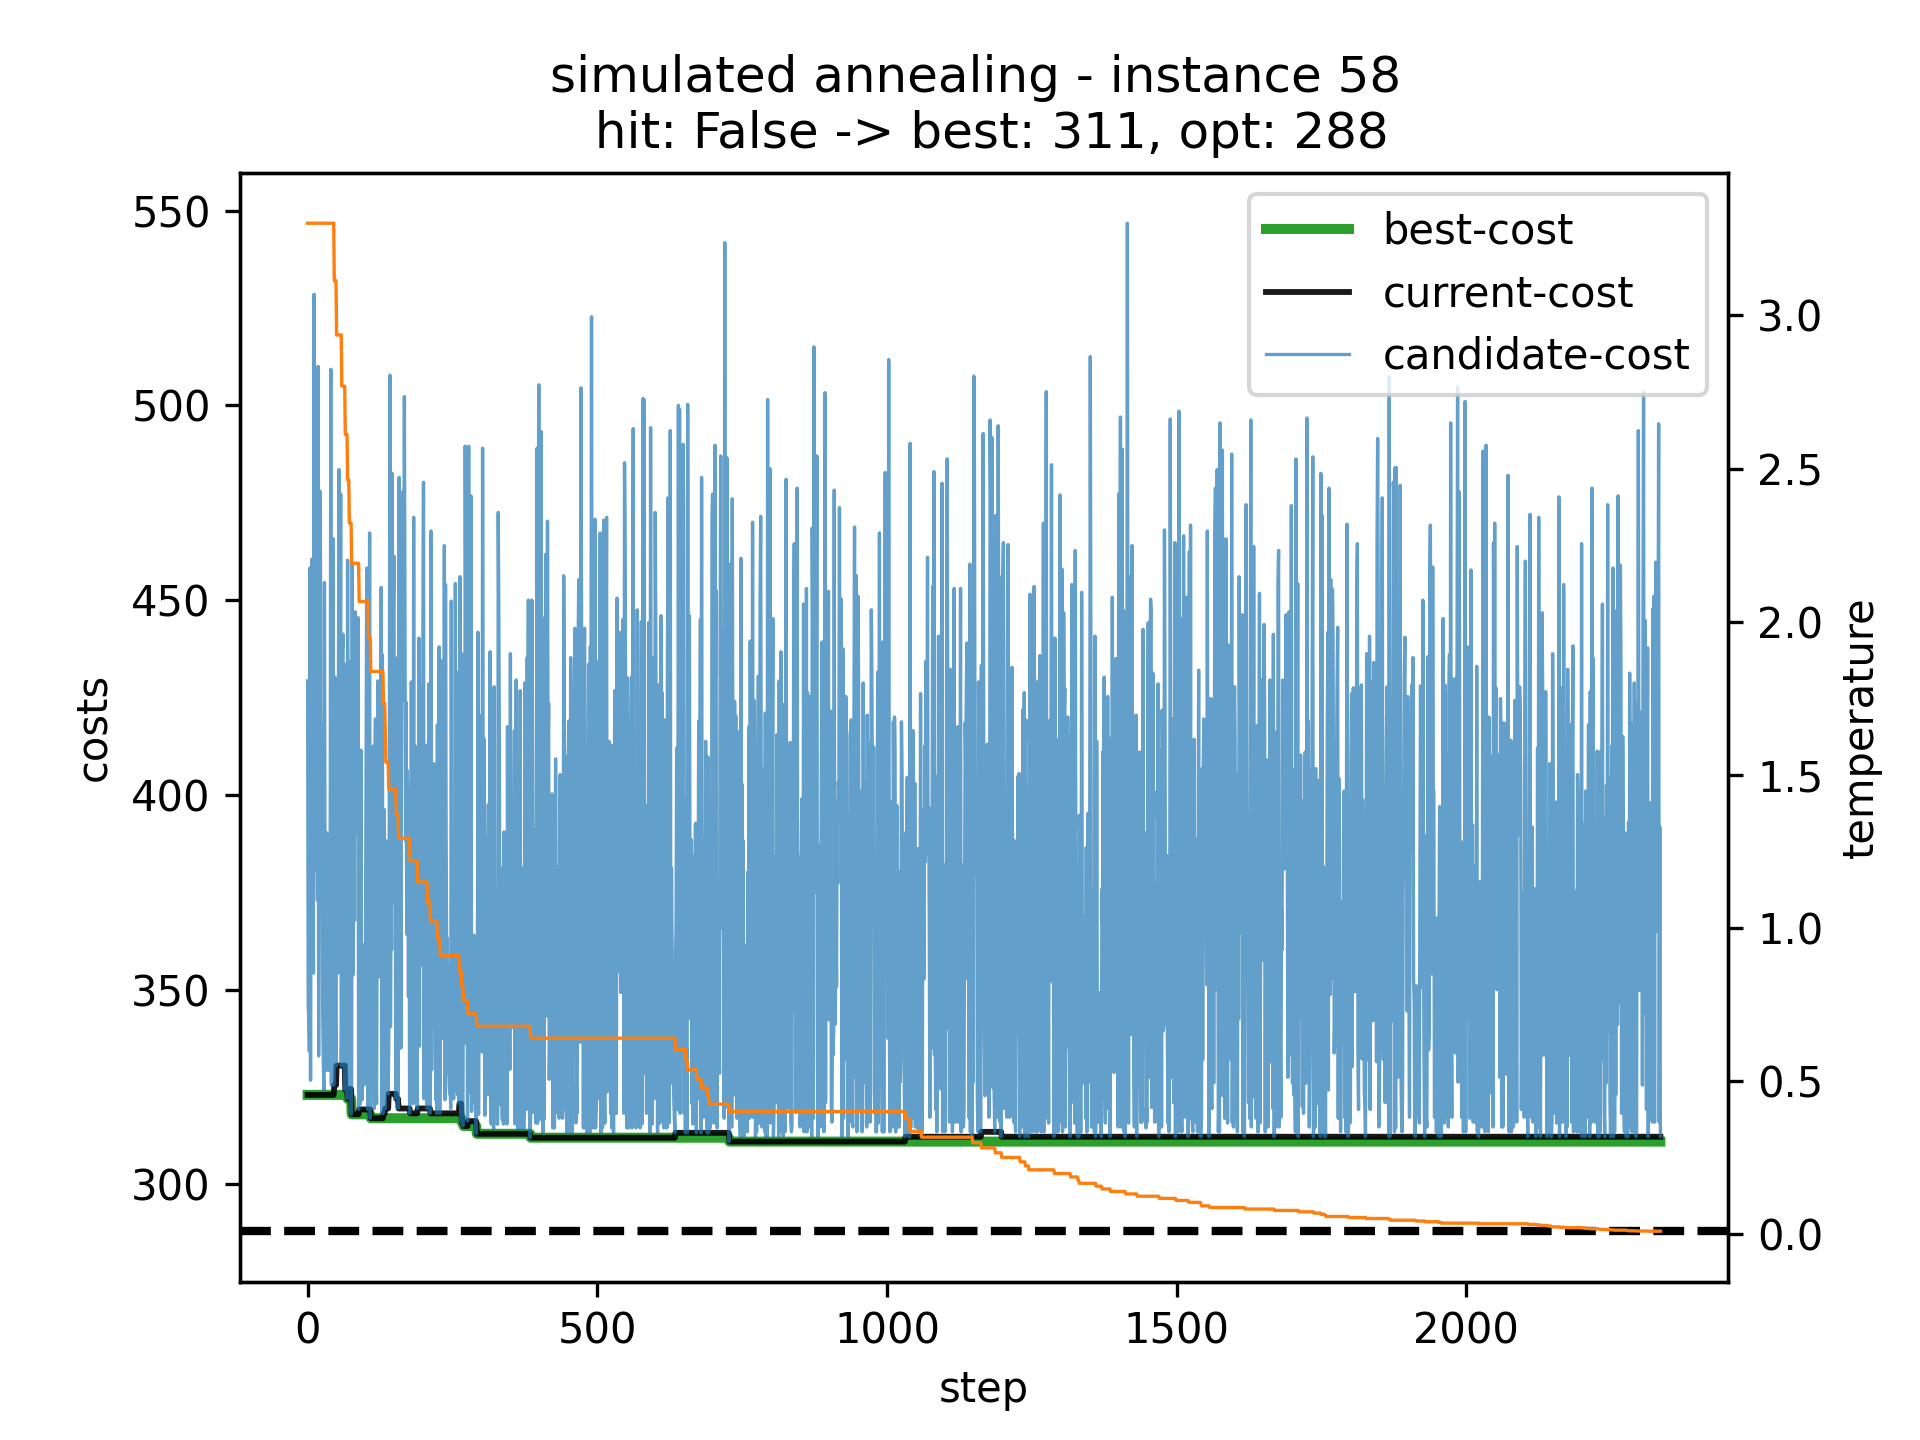 simulated annealing - instance 58
hit: False -> best: 311, opt: 288
best-cost
current-cost
candidate-cost
550
500
450
400
350
300
costs
3.0
2.5
2.0
1.5
1.0
0.5
0.0
temperature
0 500 1000 1500 2000
step